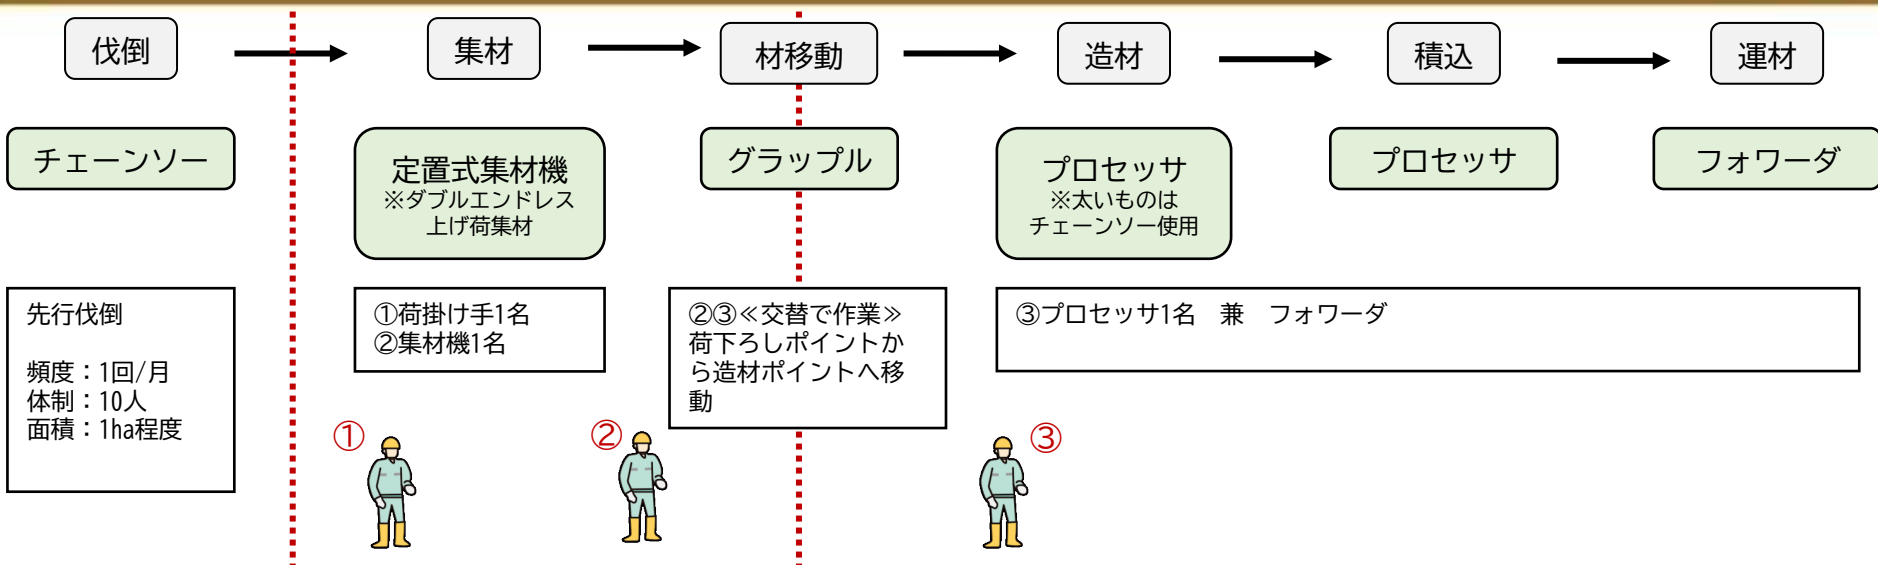 伐倒
集材
材移動
造材
積込
運材
チェーンソー
定置式集材機
※ダブルエンドレス
上げ荷集材
グラップル
プロセッサ
※太いものは
チェーンソー使用
プロセッサ
フォワーダ
先行伐倒
頻度：1回/月
体制：10人
面積：1ha程度
①荷掛け手1名
②集材機1名
②③≪交替で作業≫
荷下ろしポイントか
ら造材ポイントへ移
動
③プロセッサ1名　兼　フォワーダ
①
②
③